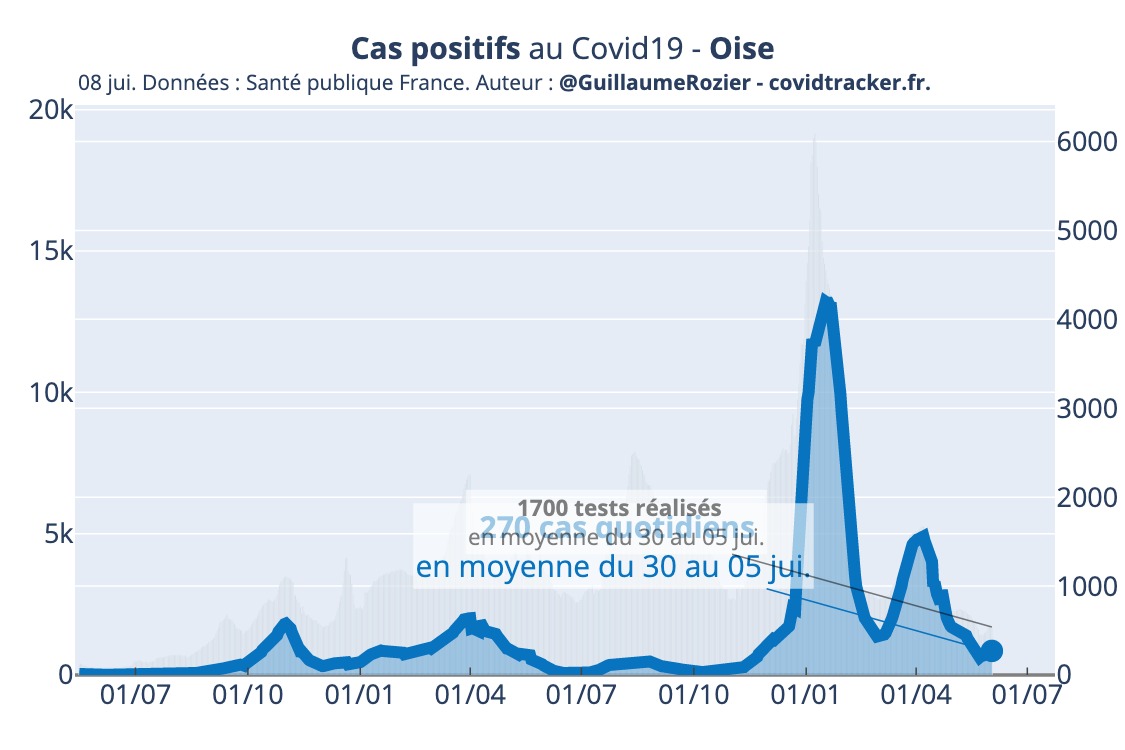 Cas positifs au Covid19 - Oise
08 jui. Données : Santé publique France. Auteur : @GuillaumeRozier - covidtracker.fr.
20k
6000
5000
15k
4000
10k
3000
2000
1700 tests réalisés
270 cas quotidiens
5k
en moyenne du 30 au 05 jui.
en moyenne du 30 au 05 jui.
1000
0
0
01/07 01/10 01/01 01/04 01/07 01/10 01/01 01/04 01/07